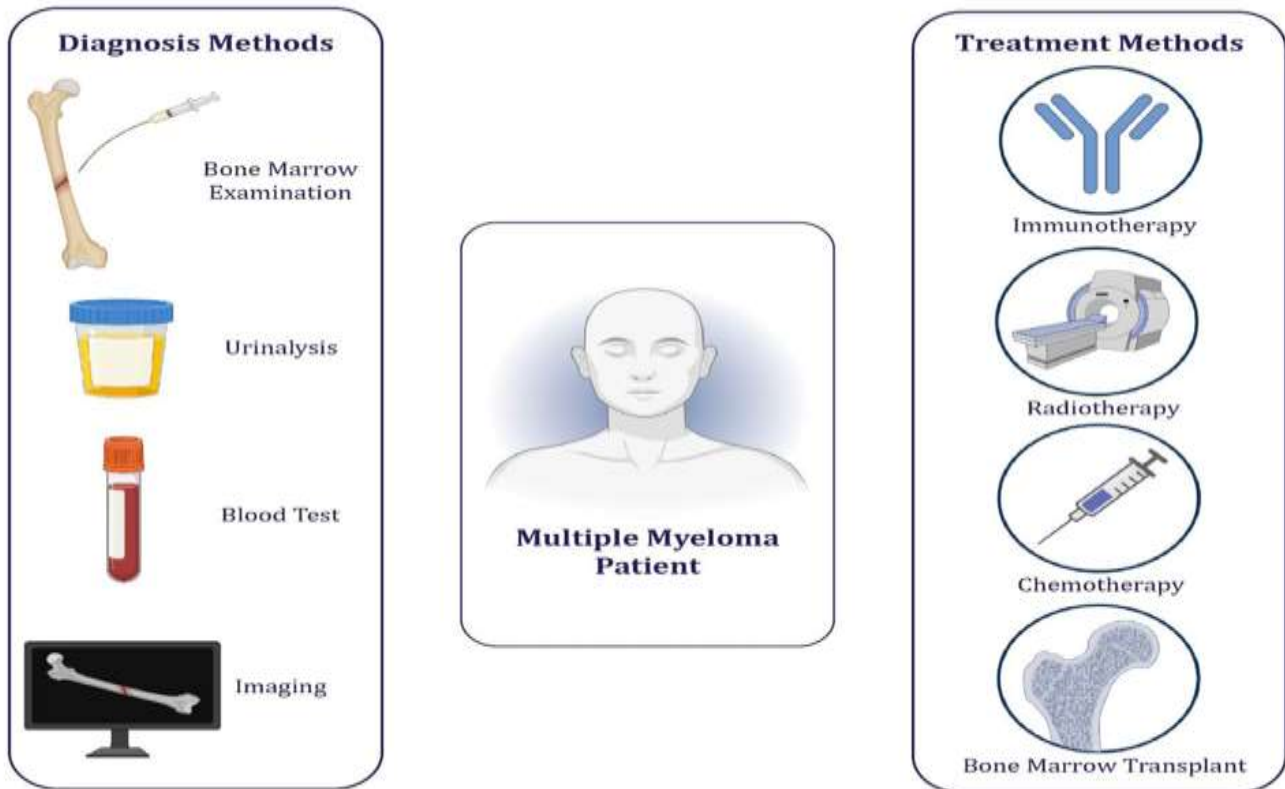 Diagnosis Methods
Bone Marrow
Examination
Urinalysis
Blood Test
Imaging
Multiple Myeloma
Patient
Treatment Methods
Immunotherapy
Radiotherapy
Chemotherapy
Bone Marrow Transplant